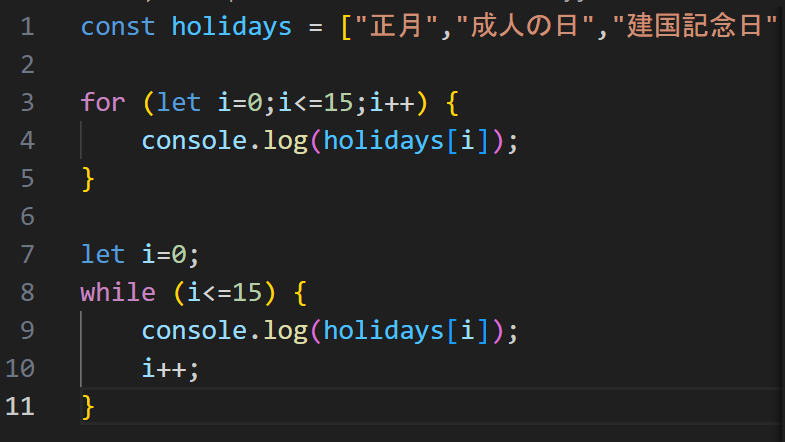 1 const holidays = ["正月","成人の日","建国記念日"
2
3 for (let i=0;i<=15;i++) {
4 console.log(holidays[i]);
5 }
6
7 let i=0;
8 while (i<=15) {
9 console.log(holidays[i]);
10 i++;
11 }